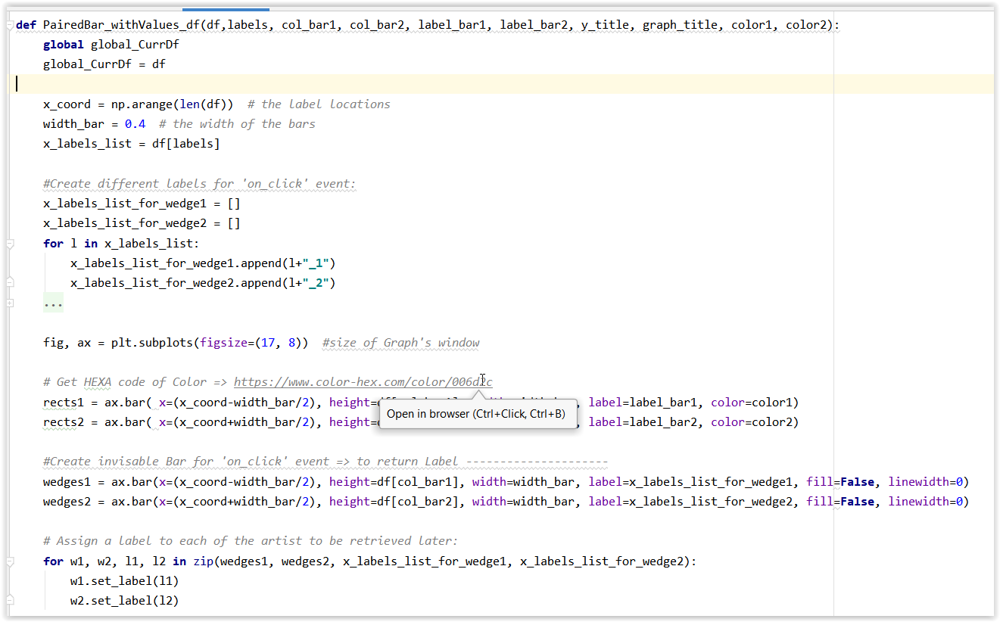 def PairedBar_withValues_df(df,labels, col_bar1, col_bar2, label_bar1, label_bar2, y_title, graph_title, color1, color2):
    global global_CurrDf
    global_CurrDf = df

    x_coord = np.arange(len(df))  # the label locations
    width_bar = 0.4  # the width of the bars
    x_labels_list = df[labels]

    #Create different labels for 'on_click' event:
    x_labels_list_for_wedge1 = []
    x_labels_list_for_wedge2 = []
    for l in x_labels_list:
        x_labels_list_for_wedge1.append(l+"_1")
        x_labels_list_for_wedge2.append(l+"_2")
    ...

    fig, ax = plt.subplots(figsize=(17, 8))  #size of Graph's window

    # Get HEXA code of Color => https://www.color-hex.com/color/006d2c
    rects1 = ax.bar( x=(x_coord-width_bar/2), height= , label=label_bar1, color=color1)
    Open in browser (Ctrl+Click, Ctrl+B)
    rects2 = ax.bar( x=(x_coord+width_bar/2), height= , label=label_bar2, color=color2)

    #Create invisable Bar for 'on_click' event => to return Label ---------------------
    wedges1 = ax.bar(x=(x_coord-width_bar/2), height=df[col_bar1], width=width_bar, label=x_labels_list_for_wedge1, fill=False, linewidth=0)
    wedges2 = ax.bar(x=(x_coord+width_bar/2), height=df[col_bar2], width=width_bar, label=x_labels_list_for_wedge2, fill=False, linewidth=0)

    # Assign a label to each of the artist to be retrieved later:
    for w1, w2, l1, l2 in zip(wedges1, wedges2, x_labels_list_for_wedge1, x_labels_list_for_wedge2):
        w1.set_label(l1)
        w2.set_label(l2)